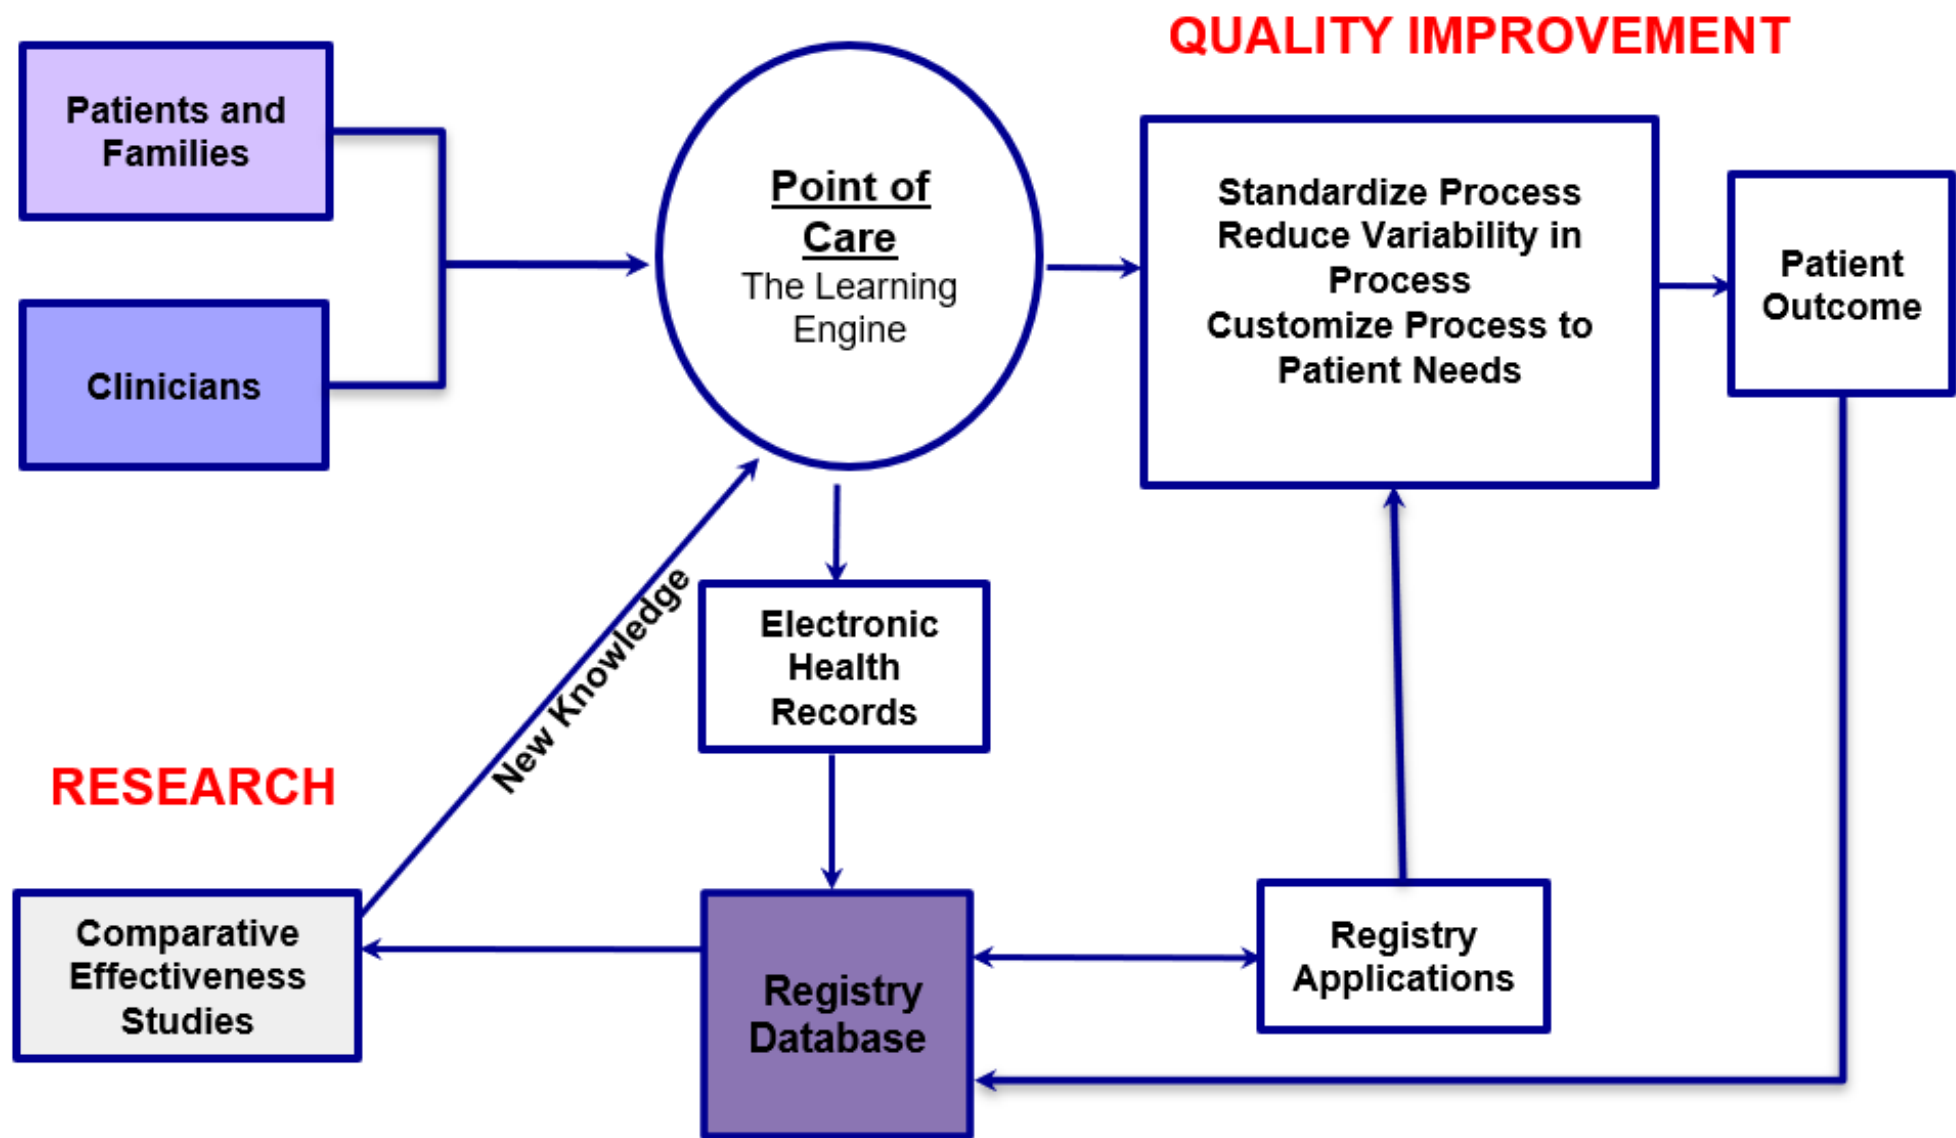 QUALITY IMPROVEMENT
Patients and
Families
Clinicians
Point of
Care
The Learning
Engine
Standardize Process
Reduce Variability in
Process
Customize Process to
Patient Needs
Patient
Outcome
New Knowledge
Electronic
Health
Records
RESEARCH
Comparative
Effectiveness
Studies
Registry
Database
Registry
Applications